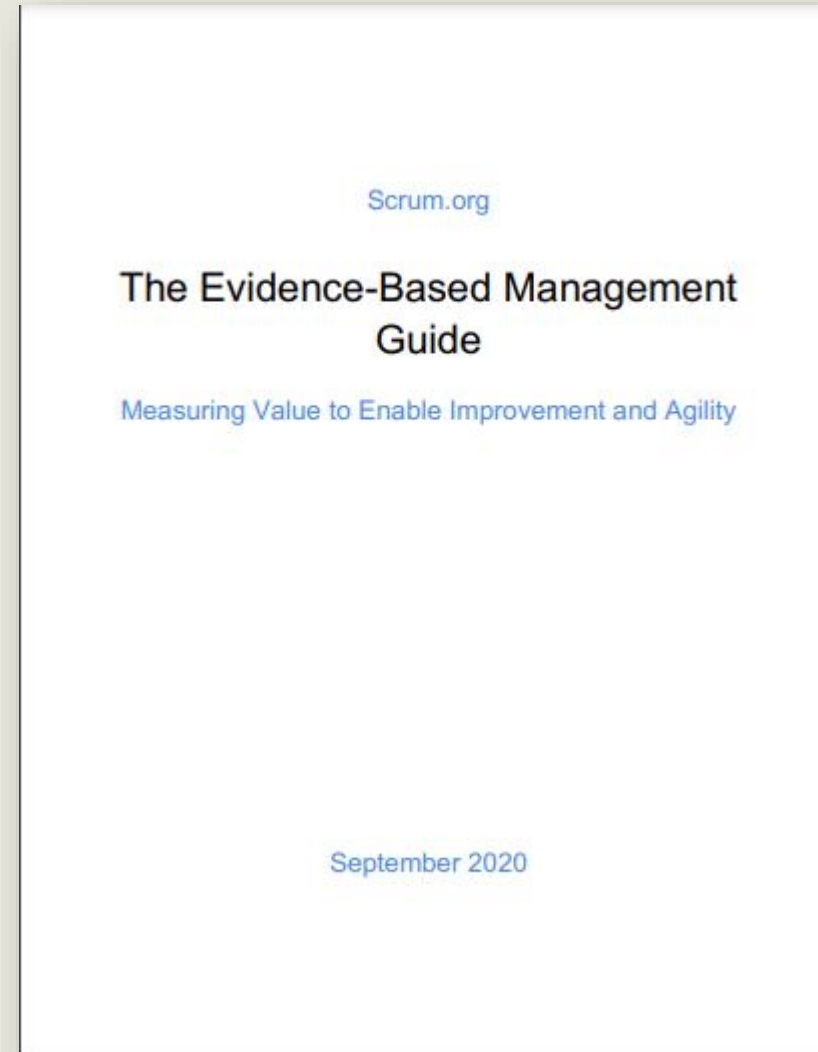 Scrum.org
The Evidence-Based Management
Guide
Measuring Value to Enable Improvement and Agility
September 2020